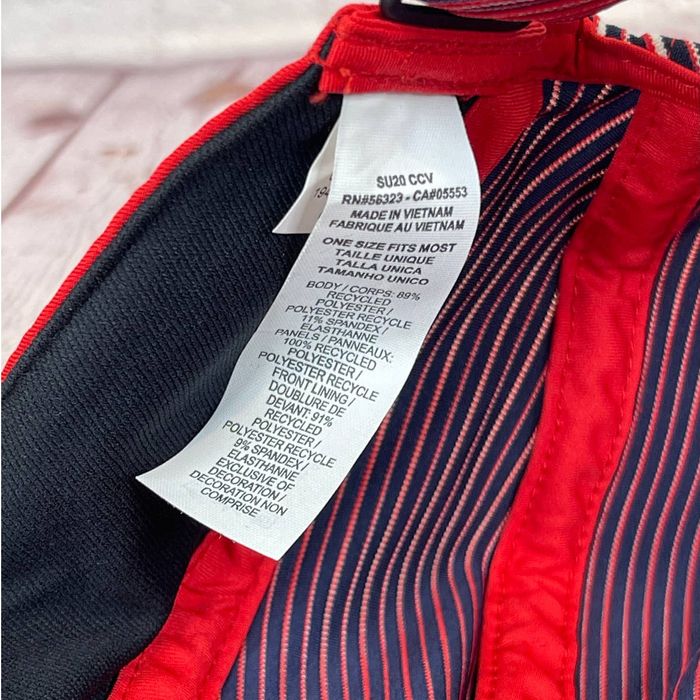 SU20 CCV
RN#56323 - CA#05553
MADE IN VIETNAM
FABRIQUE AU VIETNAM
ONE SIZE FITS MOST
TAILLE UNIQUE
TALLA UNICA
TAMANHO UNICO
BODY / CORPS: 89%
RECYCLED
POLYESTER /
POLYESTER RECYCLE
11% SPANDEX /
ELASTHANNE
PANELS / PANNEAUX:
100% RECYCLED
POLYESTER /
POLYESTER RECYCLE
FRONT LINING /
DOUBLURE DE
DEVANT: 91%
POLYESTER /
POLYESTER RECYCLE
9% SPANDEX /
ELASTHANNE
EXCLUSIVE OF
DECORATION /
DECORATION NON
COMPRISE